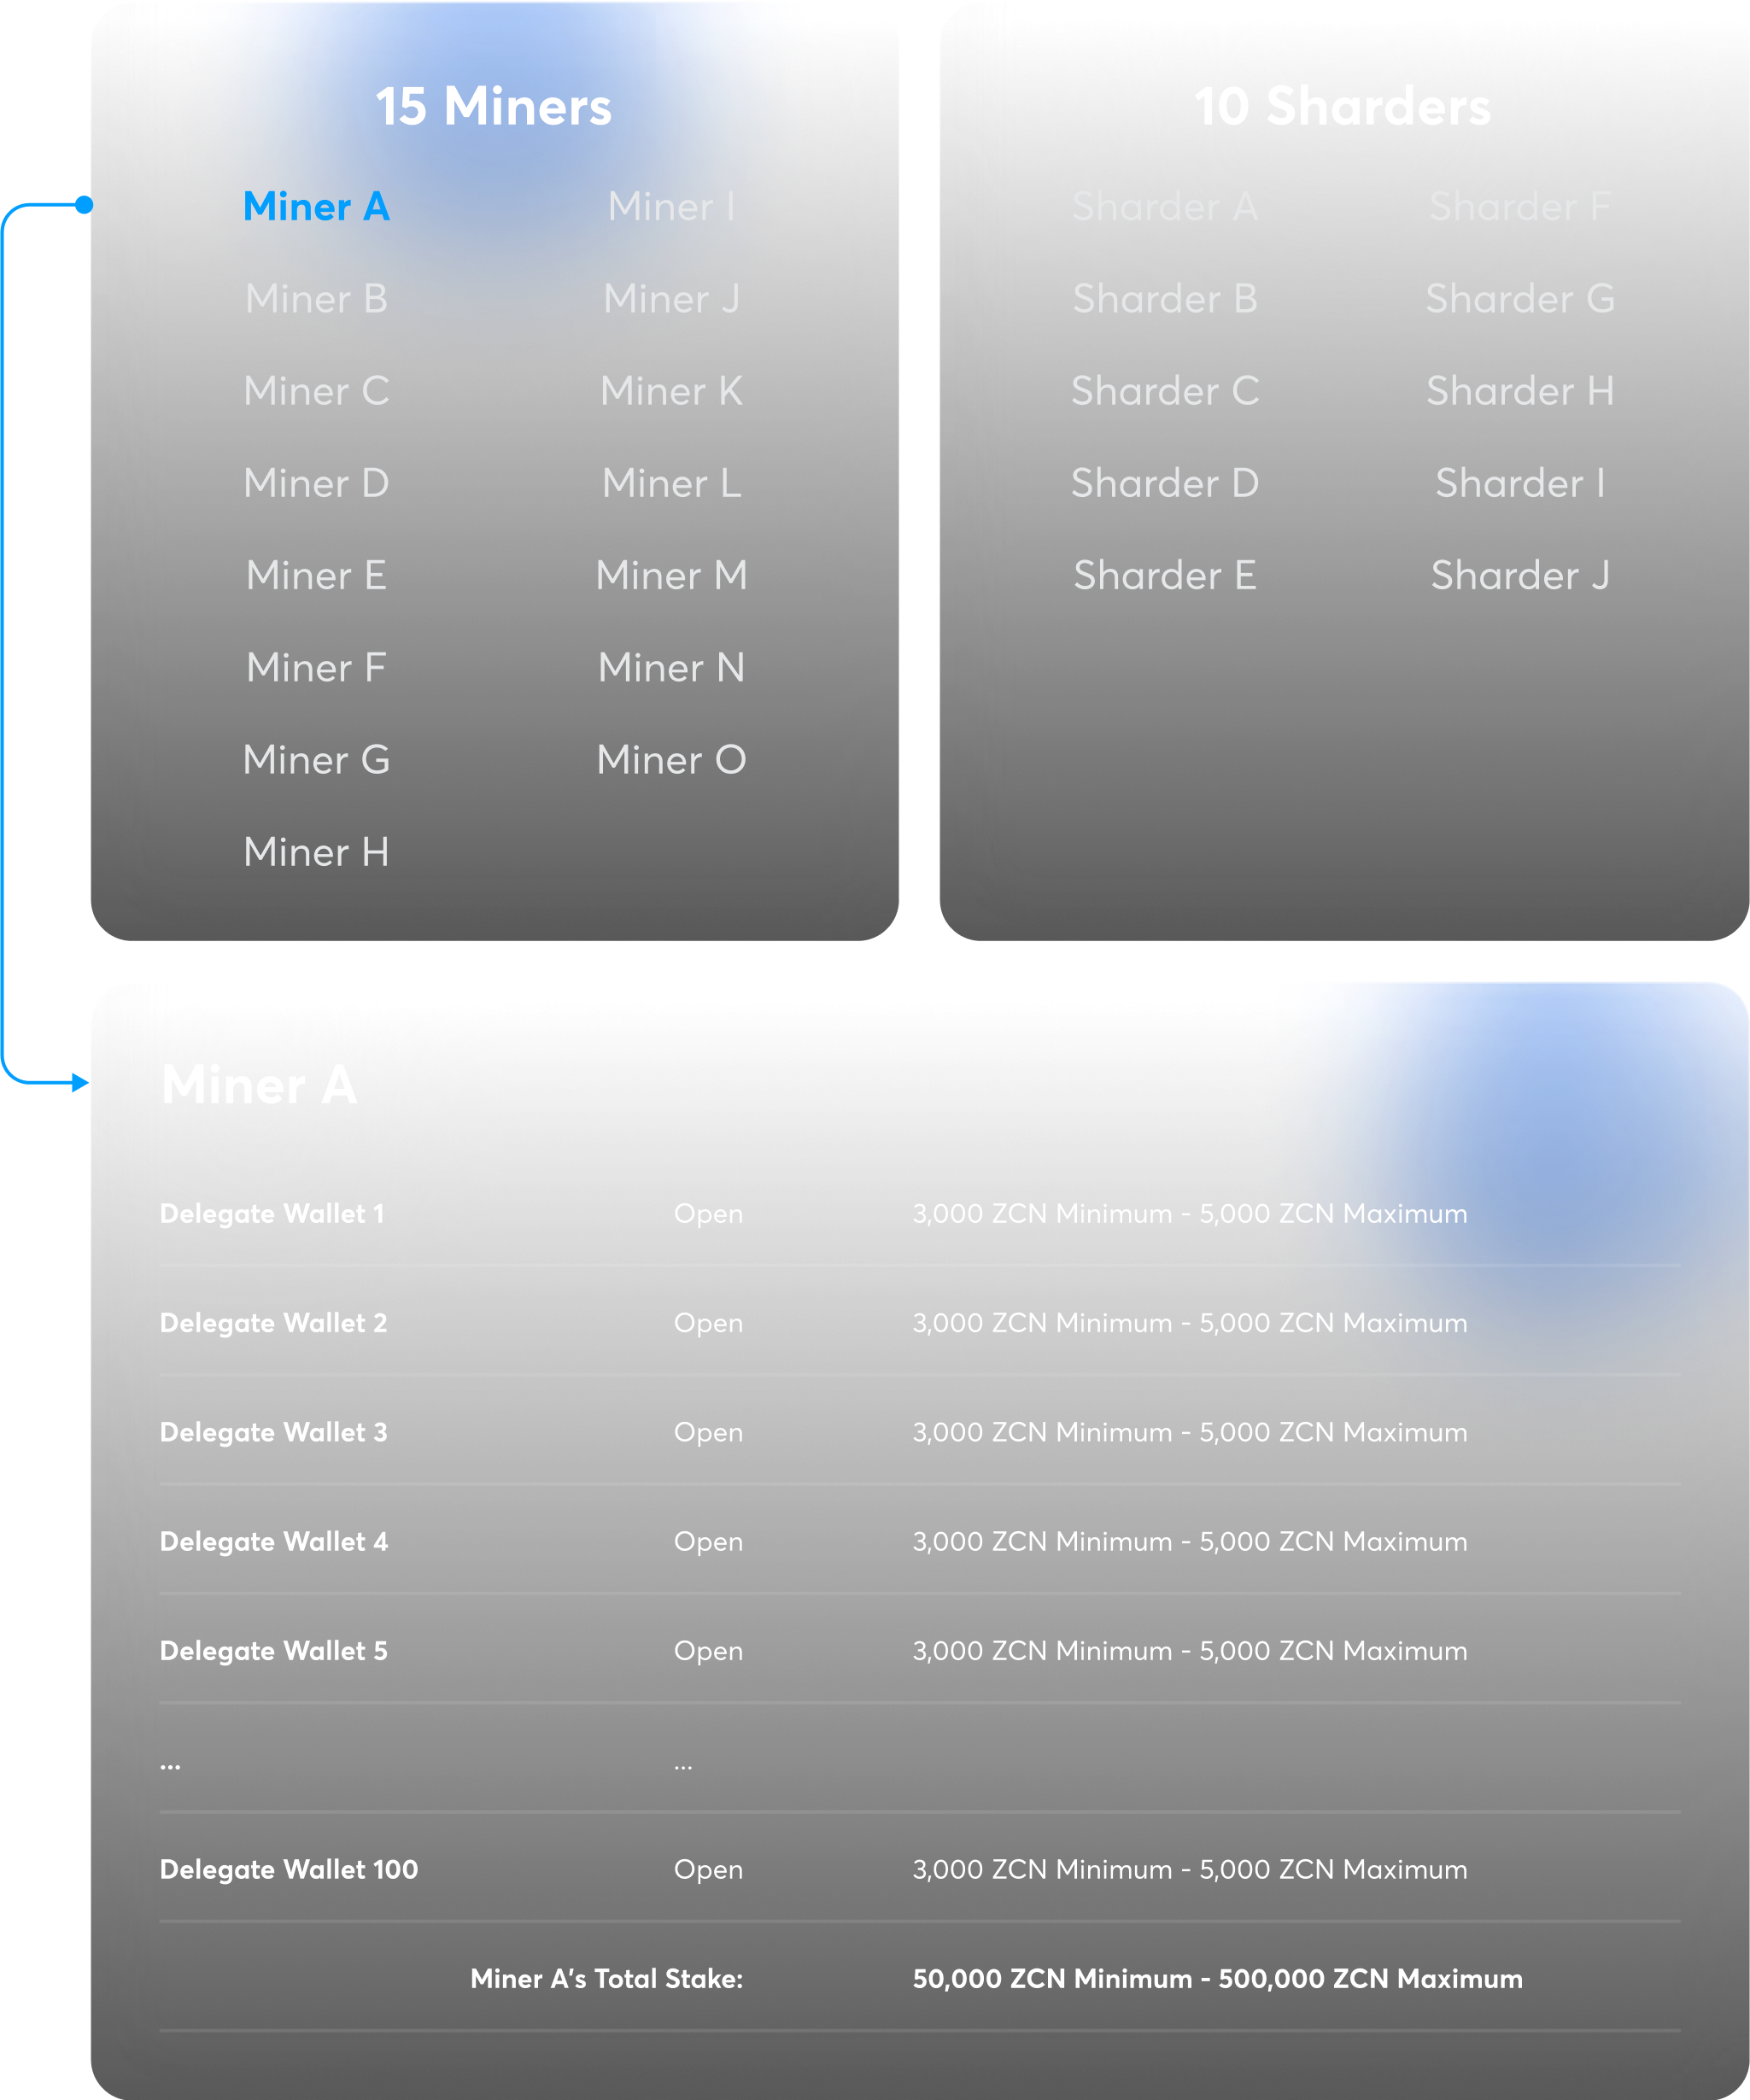 15 Miners
Miner A
Miner B
Miner C
Miner D
Miner E
Miner F
Miner G
Miner H
Miner I
Miner J
Miner K
Miner L
Miner M
Miner N
Miner O
10 Sharders
Sharder A
Sharder B
Sharder C
Sharder D
Sharder E
Sharder F
Sharder G
Sharder H
Sharder I
Sharder J
Miner A
Delegate Wallet 1 Open 3,000 ZCN Minimum - 5,000 ZCN Maximum
Delegate Wallet 2 Open 3,000 ZCN Minimum - 5,000 ZCN Maximum
Delegate Wallet 3 Open 3,000 ZCN Minimum - 5,000 ZCN Maximum
Delegate Wallet 4 Open 3,000 ZCN Minimum - 5,000 ZCN Maximum
Delegate Wallet 5 Open 3,000 ZCN Minimum - 5,000 ZCN Maximum
... ...
Delegate Wallet 100 Open 3,000 ZCN Minimum - 5,000 ZCN Maximum
Miner A's Total Stake: 50,000 ZCN Minimum - 500,000 ZCN Maximum